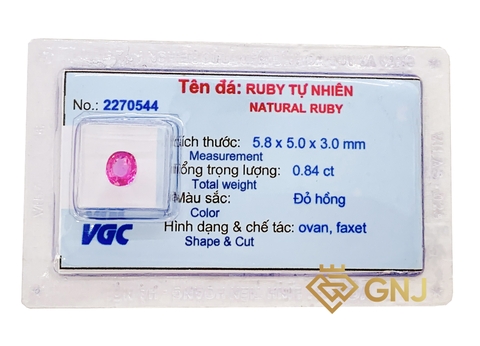 Tên đá: RUBY TỰ NHIÊN
No.: 2270544 NATURAL RUBY
thước: 5.8 x 5.0 x 3.0 mm
Measurement
trọng lượng: 0.84 ct
Total weight
Màu sắc: Đỏ hồng
Color
Hình dạng & chế tác: ovan, faxet
VGC Shape & Cut
GNJ